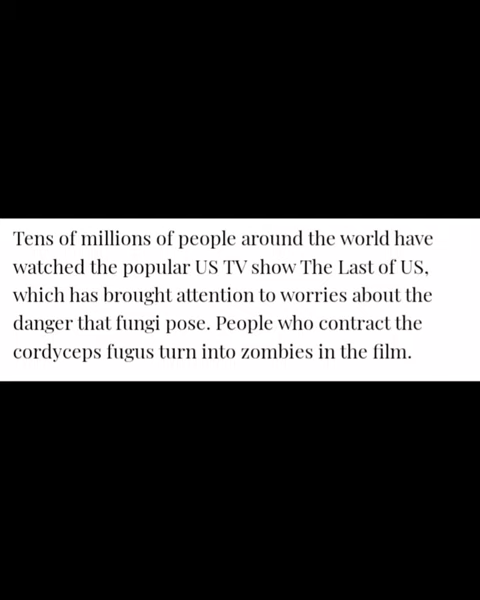 Tens of millions of people around the world have
watched the popular US TV show The Last of US,
which has brought attention to worries about the
danger that fungi pose. People who contract the
cordyceps fugus turn into zombies in the film.